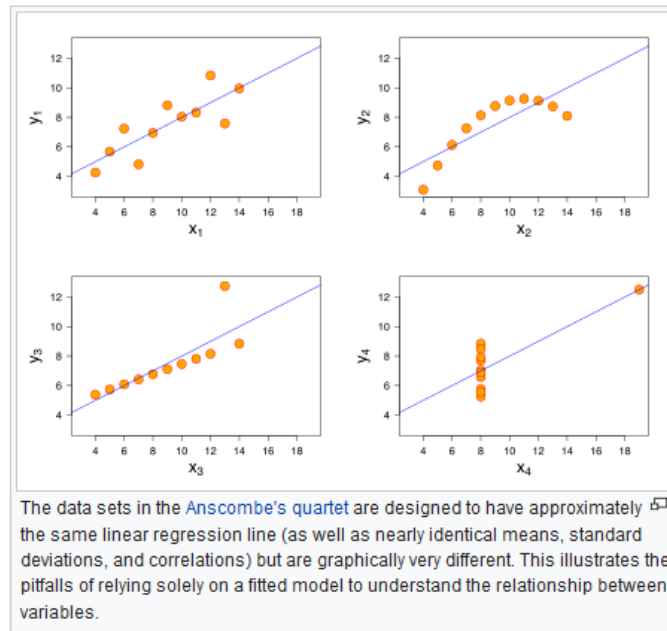 12
10
8
6
4
y1
4 6 8 10 12 14 16 18
x1
12
10
8
6
4
y2
4 6 8 10 12 14 16 18
x2
12
10
8
6
4
y3
4 6 8 10 12 14 16 18
x3
12
10
8
6
4
y4
4 6 8 10 12 14 16 18
x4
The data sets in the Anscombe's quartet are designed to have approximately
the same linear regression line (as well as nearly identical means, standard
deviations, and correlations) but are graphically very different. This illustrates the
pitfalls of relying solely on a fitted model to understand the relationship between
variables.